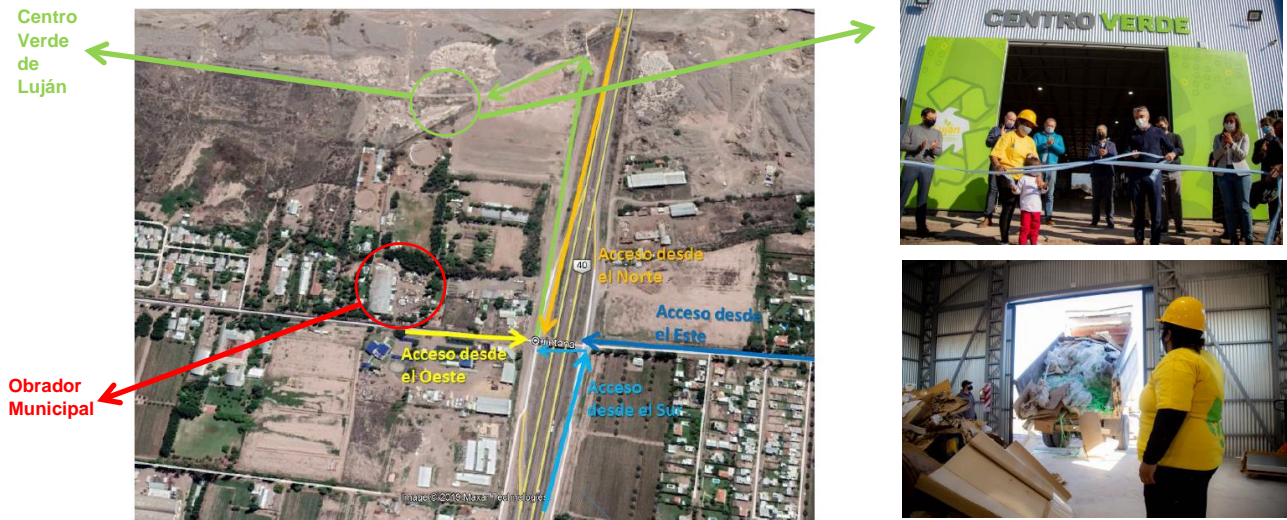 Centro
Verde
de
Luján
Obrador
Municipal
40
Acceso desde
el Norte
Acceso desde
el Este
Acceso desde
el Oeste
Acceso
desde el Sur
Image © 2019 Maxar Technologies
CENTRO VERDE
Luján